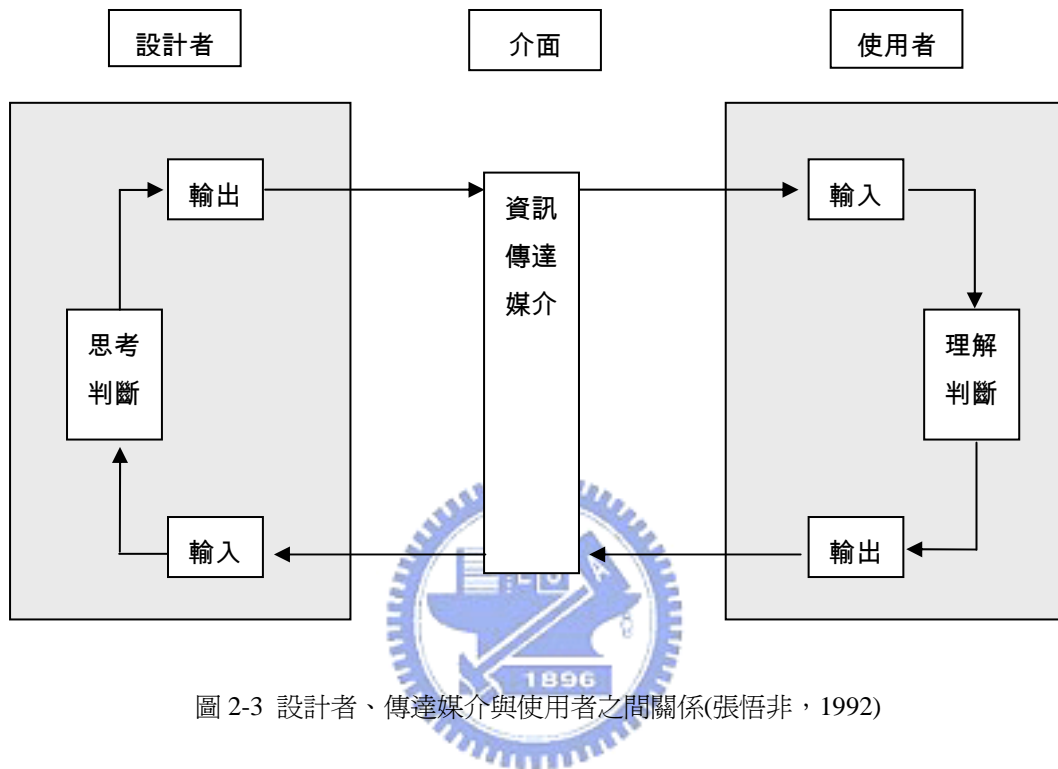 設計者
介面
使用者
輸出
輸入
資訊
傳達
媒介
思考
判斷
理解
判斷
輸入
輸出
1896
圖 2-3 設計者、傳達媒介與使用者之間關係(張悟非，1992)